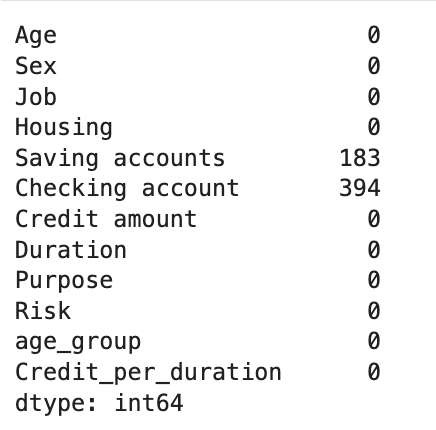 Age 0
Sex 0
Job 0
Housing 0
Saving accounts 183
Checking account 394
Credit amount 0
Duration 0
Purpose 0
Risk 0
age_group 0
Credit_per_duration 0
dtype: int64